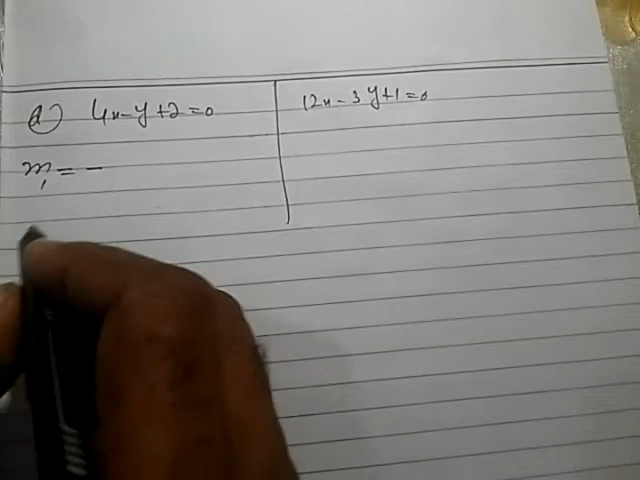 d) 4x-y+2=0
12x-3y+1=0
m₁ = -